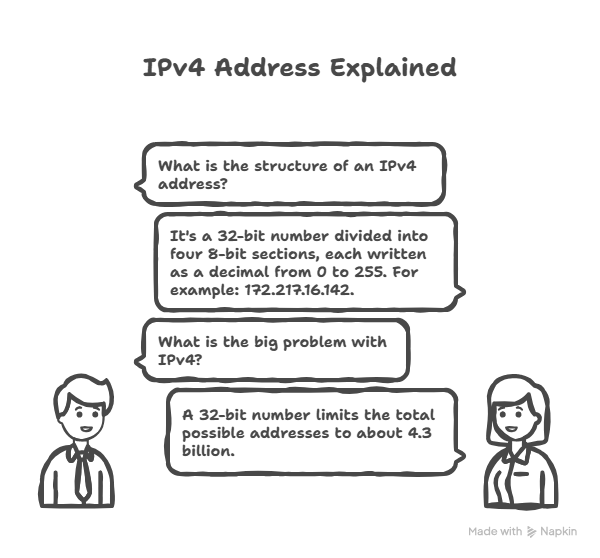 IPv4 Address Explained
What is the structure of an IPv4
address?
It's a 32-bit number divided into
four 8-bit sections, each written
as a decimal from 0 to 255. For
example: 172.217.16.142.
What is the big problem with
IPv4?
A 32-bit number limits the total
possible addresses to about 4.3
billion.
Made with Napkin